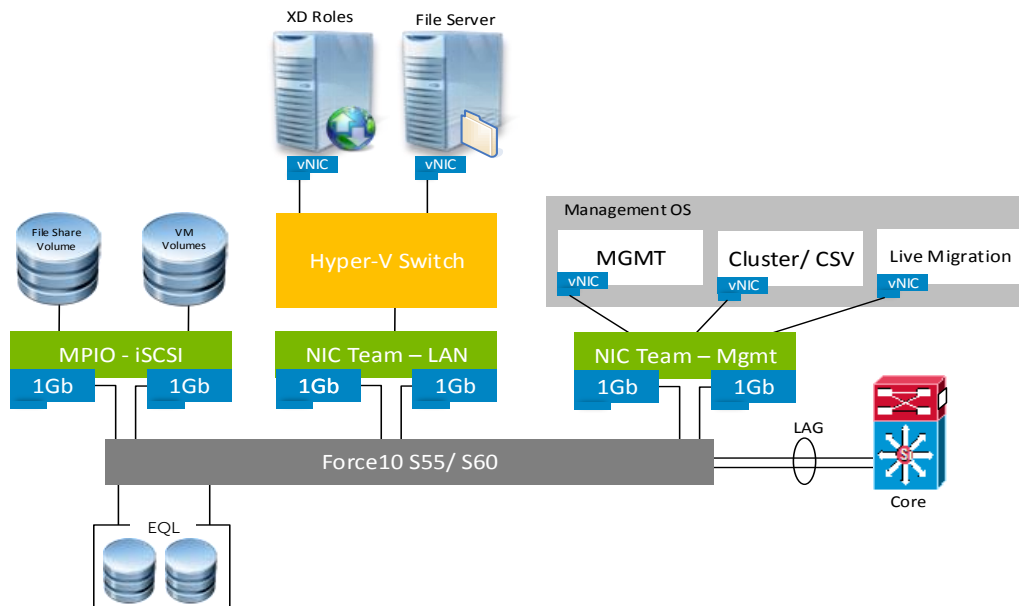 XD Roles
File Server
vNIC
vNIC
File Share
Volume
VM
Volumes
Hyper-V Switch
Management OS
MGMT
Cluster/ CSV
Live Migration
vNIC
vNIC
vNIC
MPIO - iSCSI
NIC Team – LAN
NIC Team – Mgmt
1Gb
1Gb
1Gb
1Gb
1Gb
1Gb
Force10 S55/ S60
LAG
Core
EQL